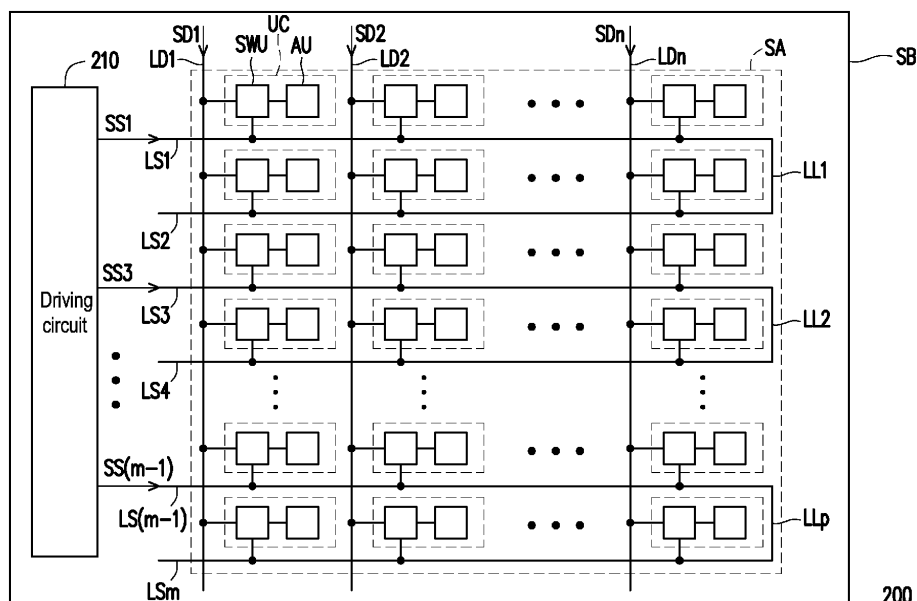 SD1
UC
SD2
SDn
SA
SB
210
LD1
SWU
AU
LD2
LDn
SS1
LS1
LL1
LS2
SS3
LS3
Driving
circuit
LL2
LS4
SS(m-1)
LS(m-1)
LLp
LSm
200